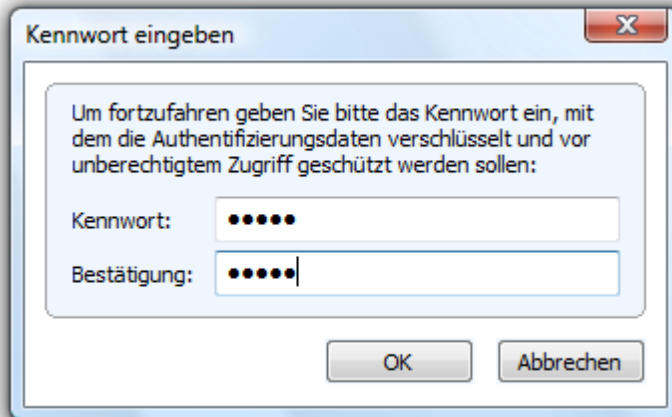 Kennwort eingeben
Um fortzufahren geben Sie bitte das Kennwort ein, mit
dem die Authentifizierungsdaten verschlüsselt und vor
unberechtigtem Zugriff geschützt werden sollen:
Kennwort: •••••
Bestätigung: •••••
OK Abbrechen